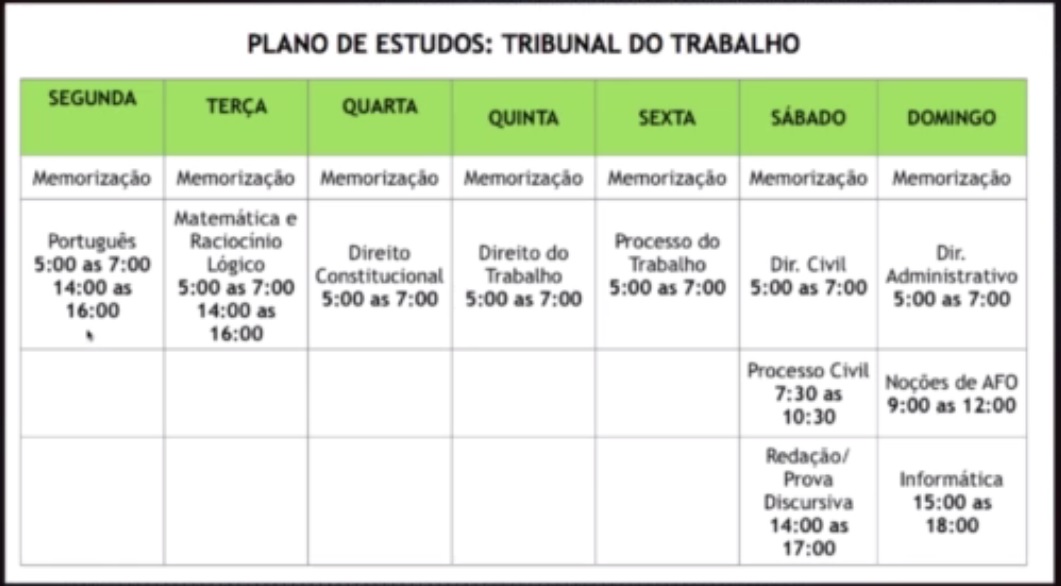 PLANO DE ESTUDOS: TRIBUNAL DO TRABALHO
SEGUNDA
TERÇA
QUARTA
QUINTA
SEXTA
SÁBADO
DOMINGO
Memorização
Memorização
Memorização
Memorização
Memorização
Memorização
Memorização
Português
5:00 as 7:00
14:00 as
16:00
Matemática e
Raciocínio
Lógico
5:00 as 7:00
14:00 as
16:00
Direito
Constitucional
5:00 as 7:00
Direito do
Trabalho
5:00 as 7:00
Processo do
Trabalho
5:00 as 7:00
Dir. Civil
5:00 as 7:00
Dir.
Administrativo
5:00 as 7:00
Processo Civil
7:30 as
10:30
Noções de AFO
9:00 as 12:00
Redação/
Prova
Discursiva
14:00 as
17:00
Informática
15:00 as
18:00